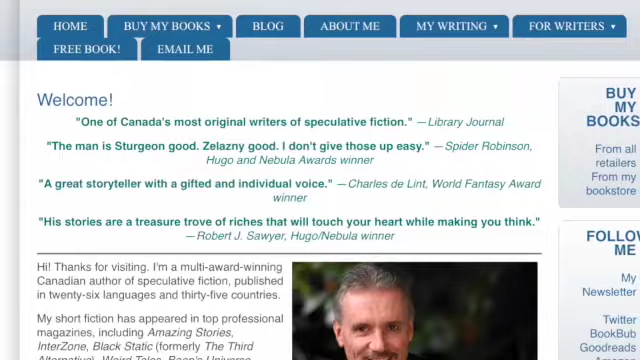 HOME
BUY MY BOOKS ▼
BLOG
ABOUT ME
MY WRITING ▼
FOR WRITERS ▼
FREE BOOK!
EMAIL ME
Welcome!
"One of Canada's most original writers of speculative fiction." —Library Journal
"The man is Sturgeon good. Zelazny good. I don't give those up easy." —Spider Robinson,
Hugo and Nebula Awards winner
"A great storyteller with a gifted and individual voice." —Charles de Lint, World Fantasy Award
winner
"His stories are a treasure trove of riches that will touch your heart while making you think."
—Robert J. Sawyer, Hugo/Nebula winner
Hi! Thanks for visiting. I'm a multi-award-winning
Canadian author of speculative fiction, published
in twenty-six languages and thirty-five countries.
My short fiction has appeared in top professional
magazines, including Amazing Stories,
InterZone, Black Static (formerly The Third
Alternative), Weird Tales, Realm's Universe
BUY
MY
BOOKS
From all
retailers
From my
bookstore
FOLLOW
ME
My
Newsletter
Twitter
BookBub
Goodreads